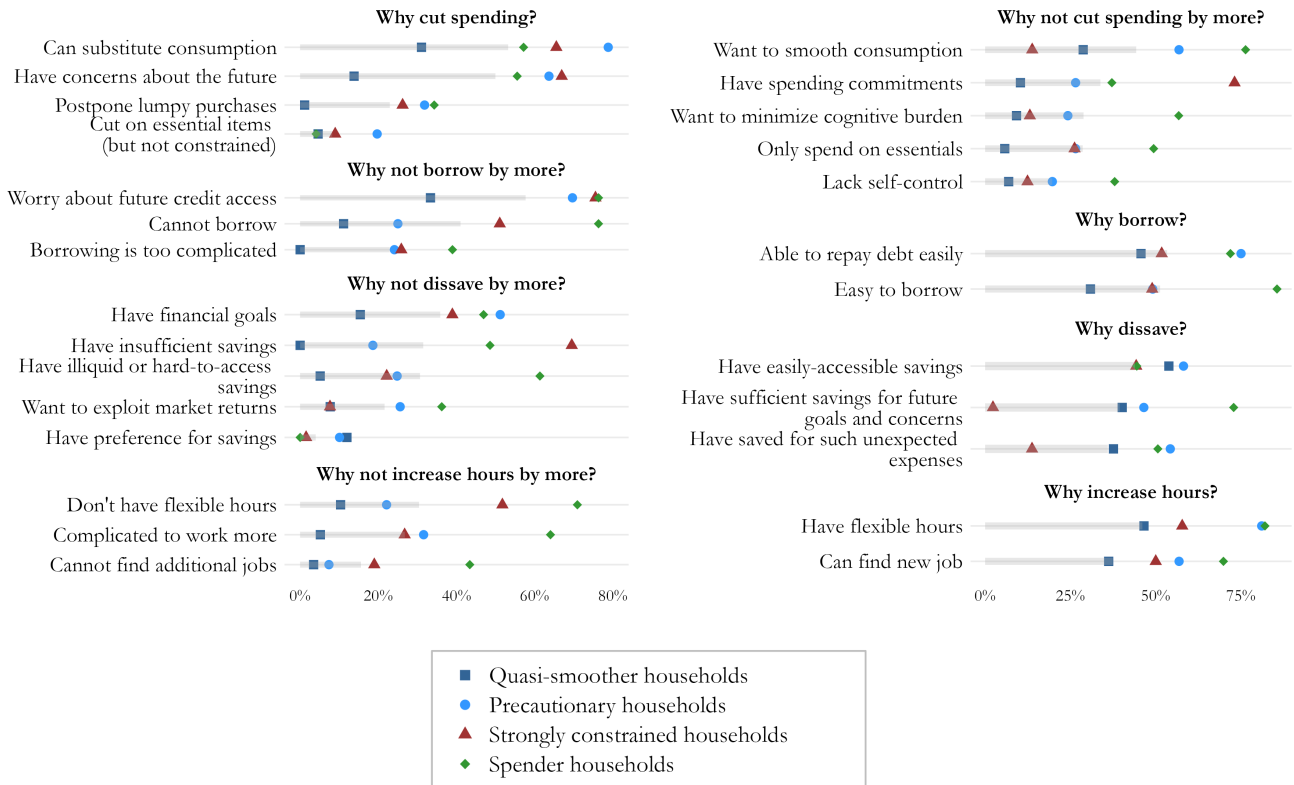 Why cut spending?
Can substitute consumption
Have concerns about the future
Postpone lumpy purchases
Cut on essential items
(but not constrained)
Why not borrow by more?
Worry about future credit access
Cannot borrow
Borrowing is too complicated
Why not dissave by more?
Have financial goals
Have insufficient savings
Have illiquid or hard-to-access
savings
Want to exploit market returns
Have preference for savings
Why not increase hours by more?
Don't have flexible hours
Complicated to work more
Cannot find additional jobs
0% 20% 40% 60% 80%
Why not cut spending by more?
Want to smooth consumption
Have spending commitments
Want to minimize cognitive burden
Only spend on essentials
Lack self-control
Why borrow?
Able to repay debt easily
Easy to borrow
Why dissave?
Have easily-accessible savings
Have sufficient savings for future
goals and concerns
Have saved for such unexpected
expenses
Why increase hours?
Have flexible hours
Can find new job
0% 25% 50% 75%
Quasi-smoother households
Precautionary households
Strongly constrained households
Spender households